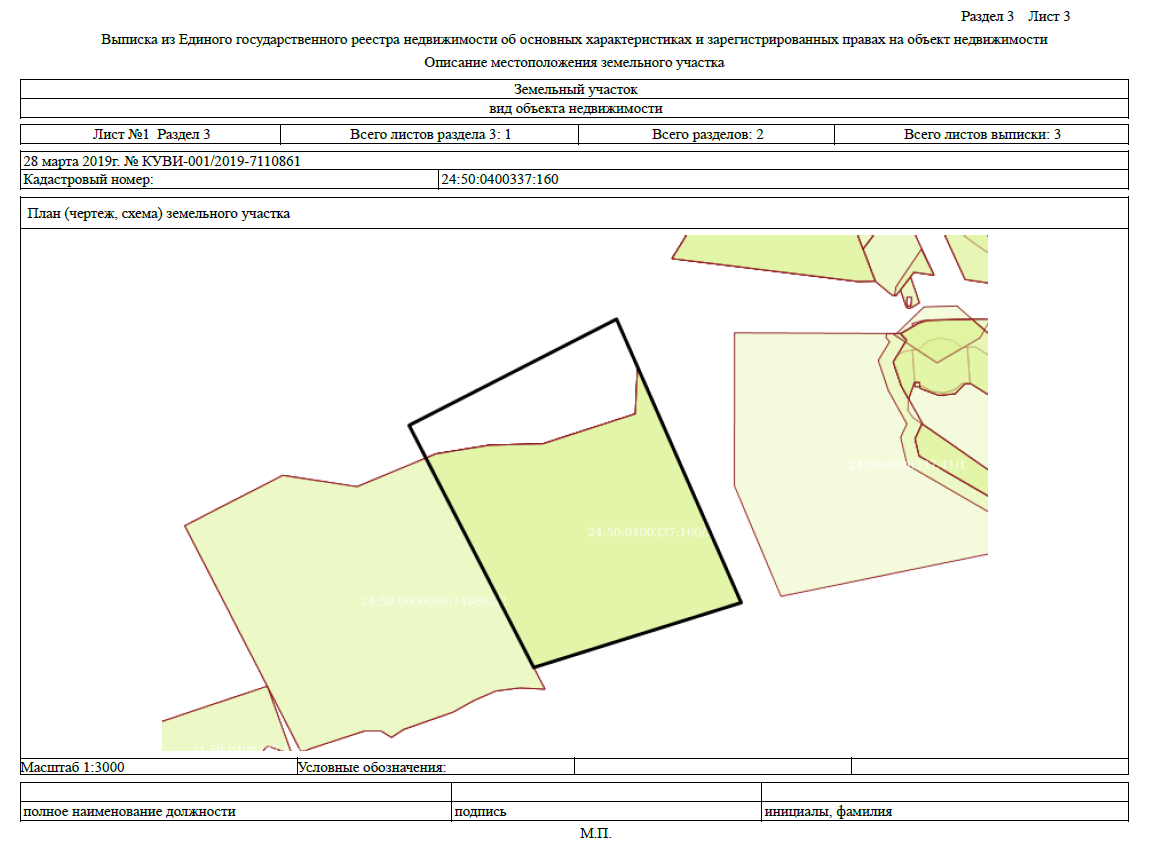 Раздел 3 Лист 3
Выписка из Единого государственного реестра недвижимости об основных характеристиках и зарегистрированных правах на объект недвижимости
Описание местоположения земельного участка
Земельный участок
вид объекта недвижимости
Лист №1 Раздел 3 Всего листов раздела 3: 1 Всего разделов: 2 Всего листов выписки: 3
28 марта 2019г. № КУВИ-001/2019-7110861
Кадастровый номер: 24:50:0400337:160
План (чертеж, схема) земельного участка
24:50:0400337:160
Масштаб 1:3000 Условные обозначения:
полное наименование должности подпись инициалы, фамилия
М.П.